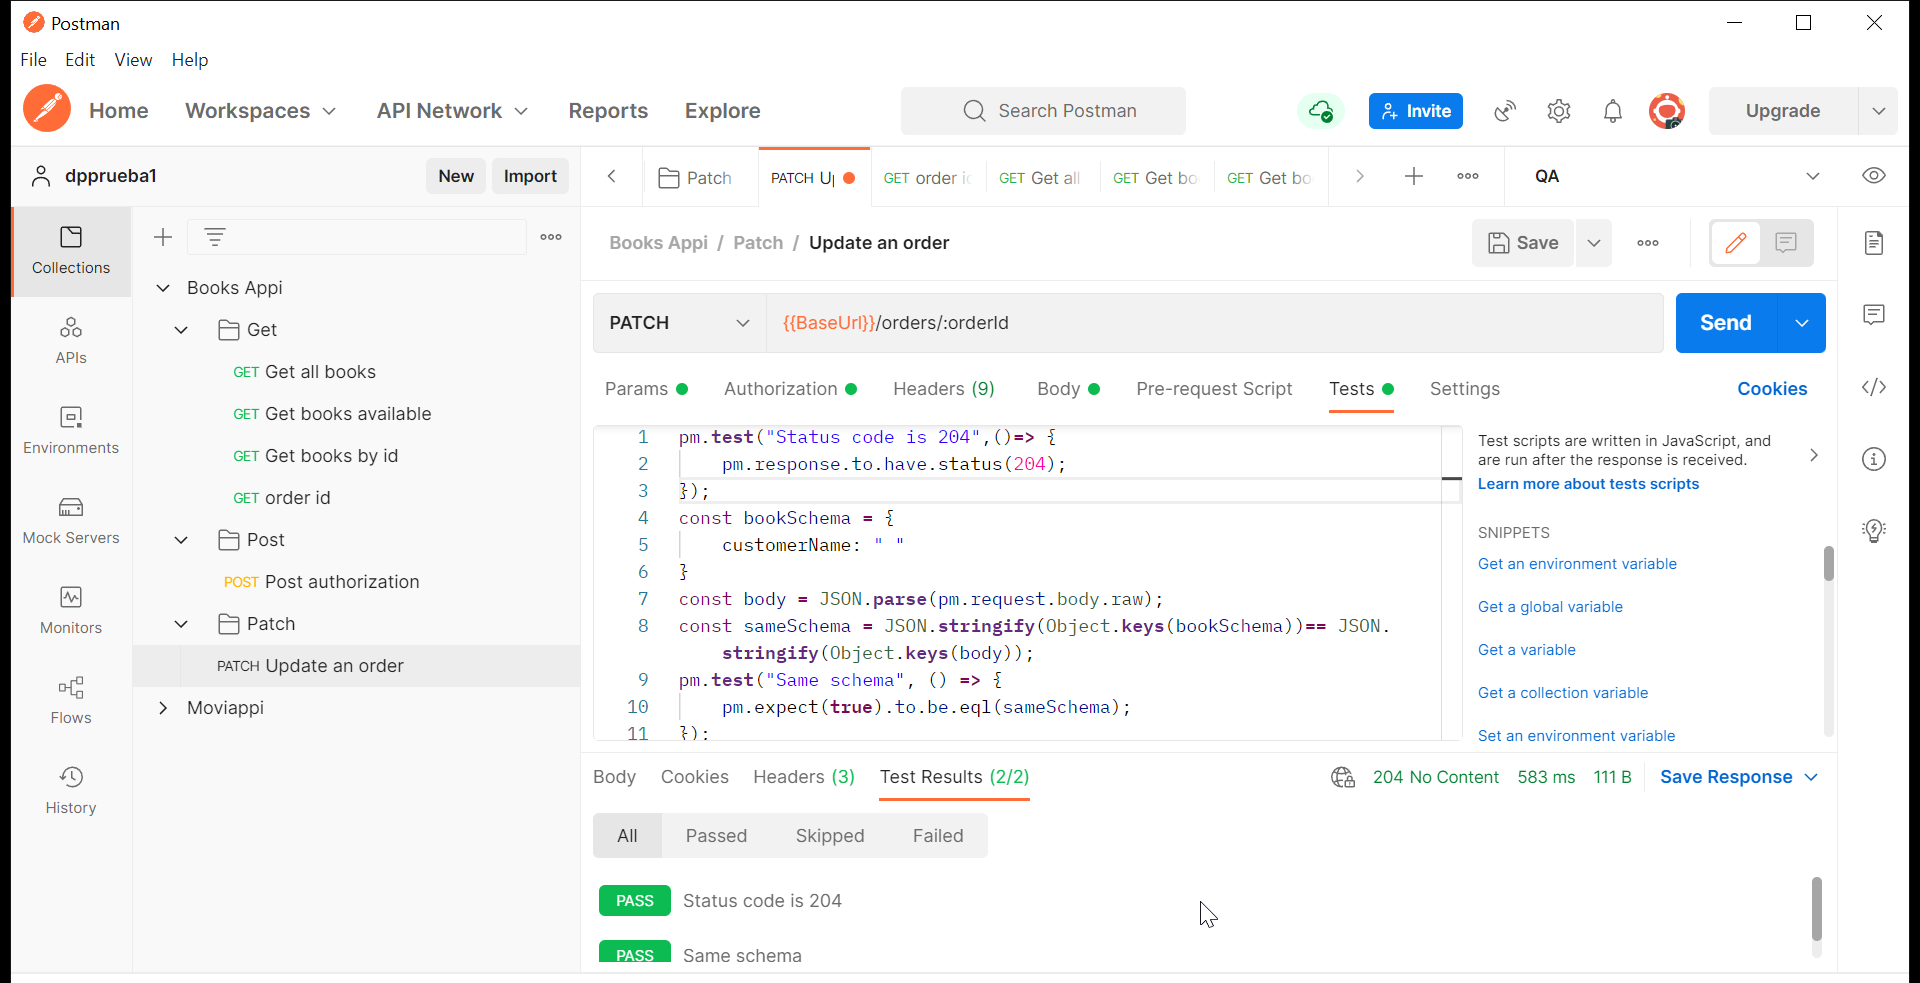 Postman
File Edit View Help
Home Workspaces API Network Reports Explore Search Postman Invite Upgrade
dpprueba1 New Import
Patch PATCH Up GET order id GET Get all GET Get bo GET Get bo QA
Collections
APIs
Environments
Mock Servers
Monitors
Flows
History
Books Appi
Get
GET Get all books
GET Get books available
GET Get books by id
GET order id
Post
POST Post authorization
Patch
PATCH Update an order
Moviappi
Books Appi / Patch / Update an order Save
PATCH {{BaseUrl}}/orders/:orderId Send
Params Authorization Headers (9) Body Pre-request Script Tests Settings Cookies
1 pm.test("Status code is 204",()=> {
2 pm.response.to.have.status(204);
3 });
4 const bookSchema = {
5 customerName: " "
6 }
7 const body = JSON.parse(pm.request.body.raw);
8 const sameSchema = JSON.stringify(Object.keys(bookSchema))== JSON.
stringify(Object.keys(body));
9 pm.test("Same schema", () => {
10 pm.expect(true).to.be.eql(sameSchema);
11 });
Test scripts are written in JavaScript, and
are run after the response is received.
Learn more about tests scripts
SNIPPETS
Get an environment variable
Get a global variable
Get a variable
Get a collection variable
Set an environment variable
Body Cookies Headers (3) Test Results (2/2) 204 No Content 583 ms 111 B Save Response
All Passed Skipped Failed
PASS Status code is 204
PASS Same schema